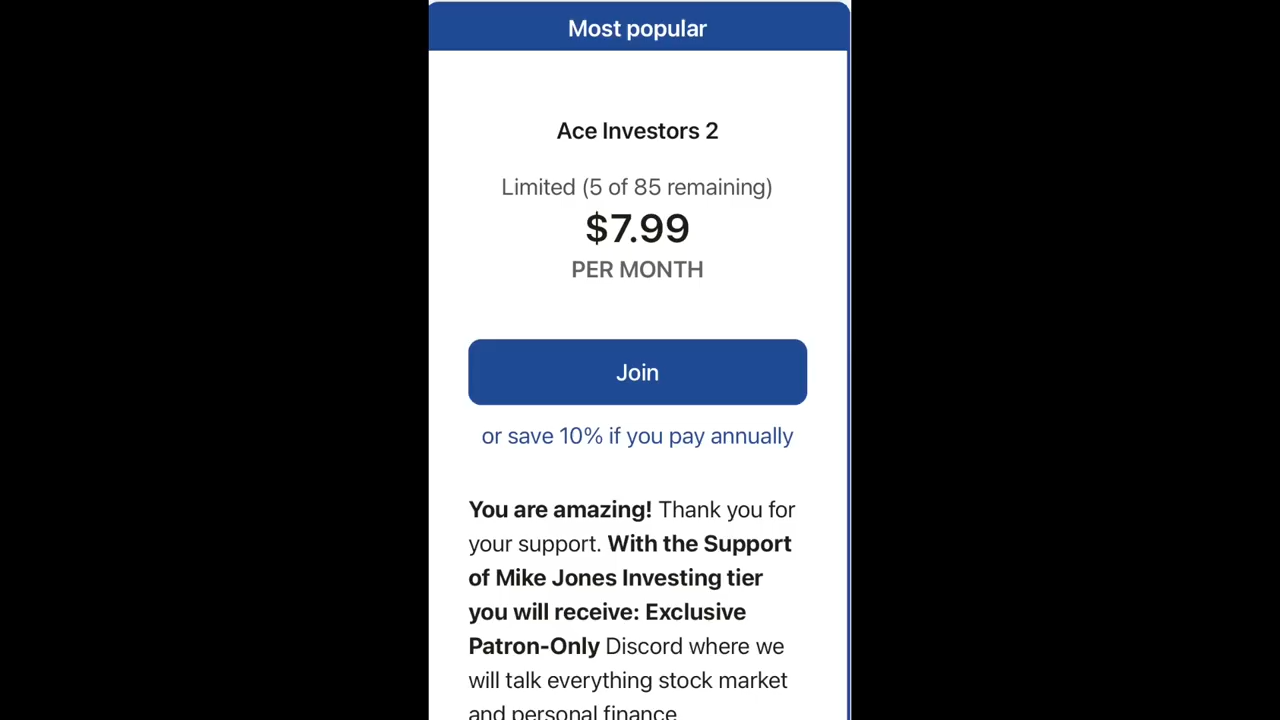 Most popular
Ace Investors 2
Limited (5 of 85 remaining)
$7.99
PER MONTH
Join
or save 10% if you pay annually
You are amazing! Thank you for
your support. With the Support
of Mike Jones Investing tier
you will receive: Exclusive
Patron-Only Discord where we
will talk everything stock market
and personal finance